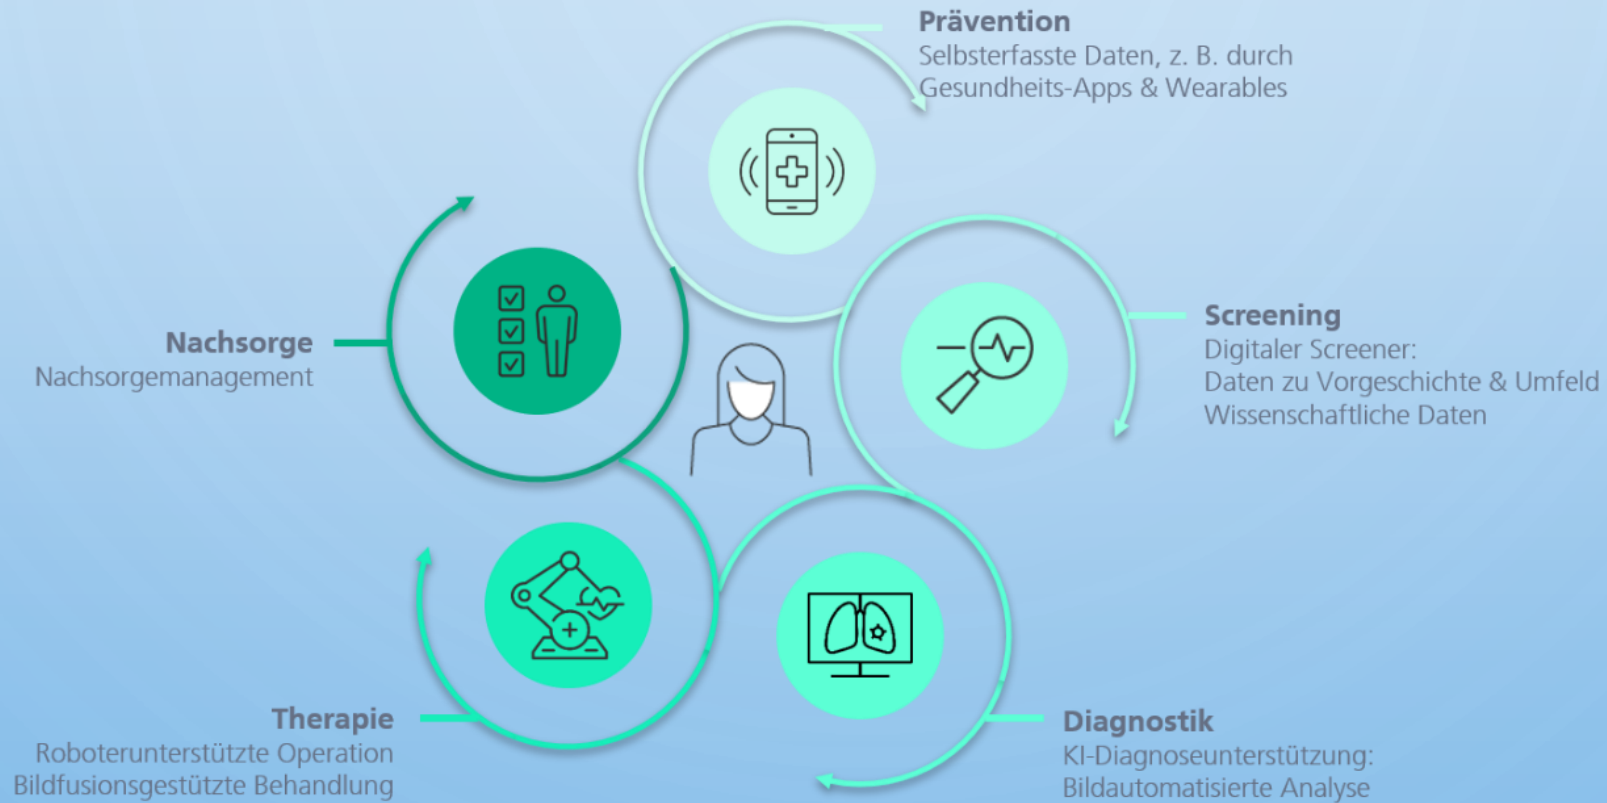 Prävention
Selbsterfasste Daten, z. B. durch
Gesundheits-Apps & Wearables
Screening
Digitaler Screener:
Daten zu Vorgeschichte & Umfeld
Wissenschaftliche Daten
Diagnostik
KI-Diagnoseunterstützung:
Bildautomatisierte Analyse
Therapie
Roboterunterstützte Operation
Bildfusionsgestützte Behandlung
Nachsorge
Nachsorgemanagement